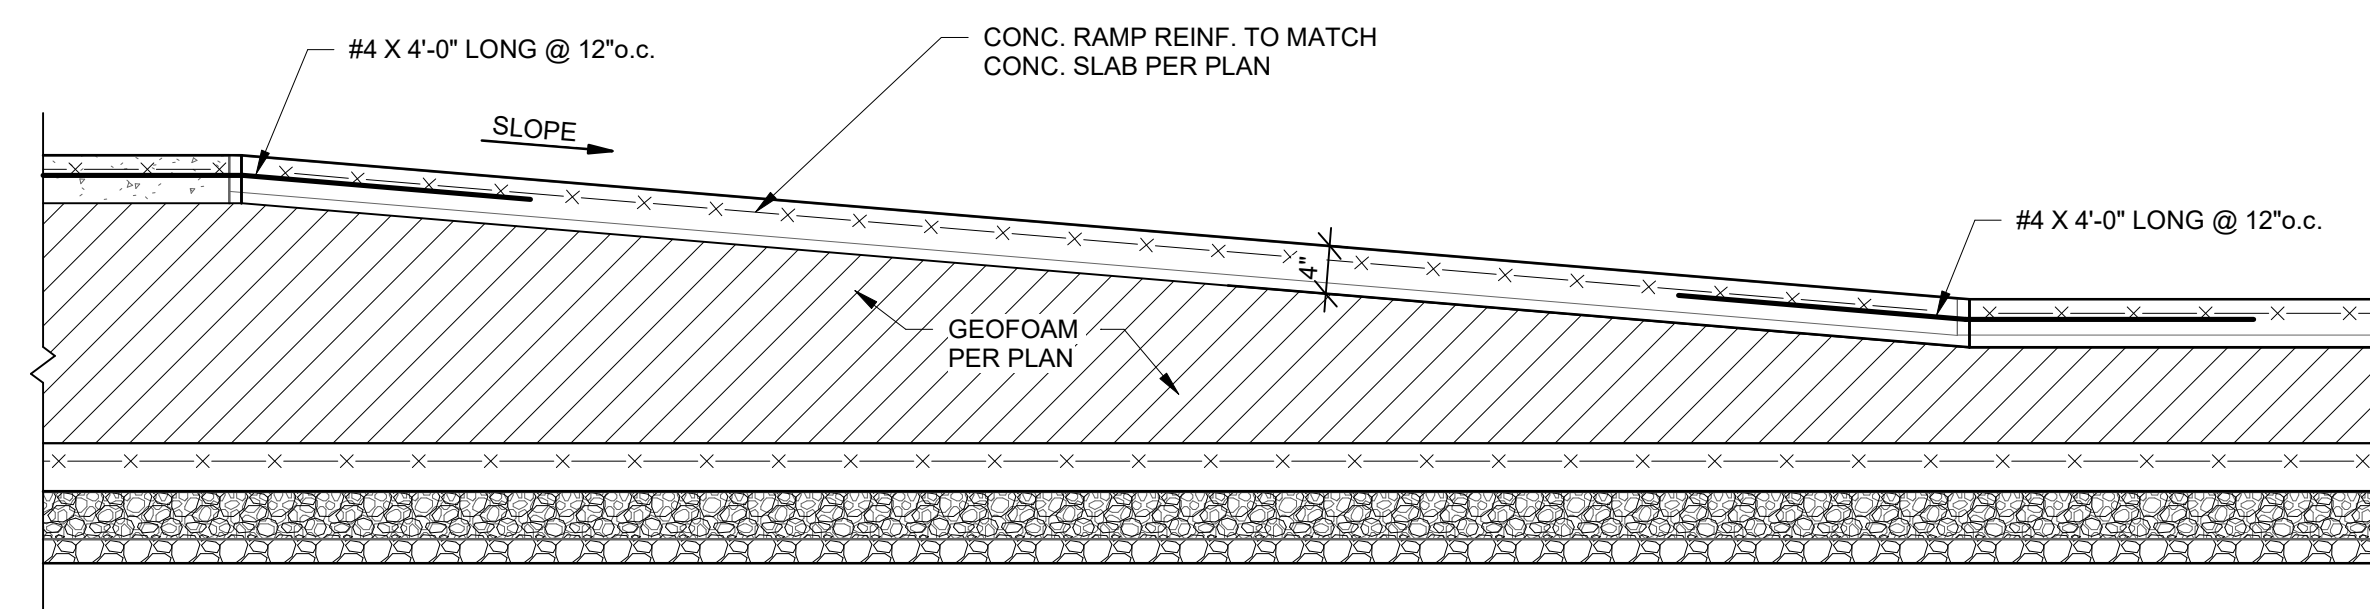 #4 X 4'-0" LONG @ 12"o.c.
CONC. RAMP REINF. TO MATCH
CONC. SLAB PER PLAN
SLOPE
#4 X 4'-0" LONG @ 12"o.c.
4"
GEOFOAM
PER PLAN